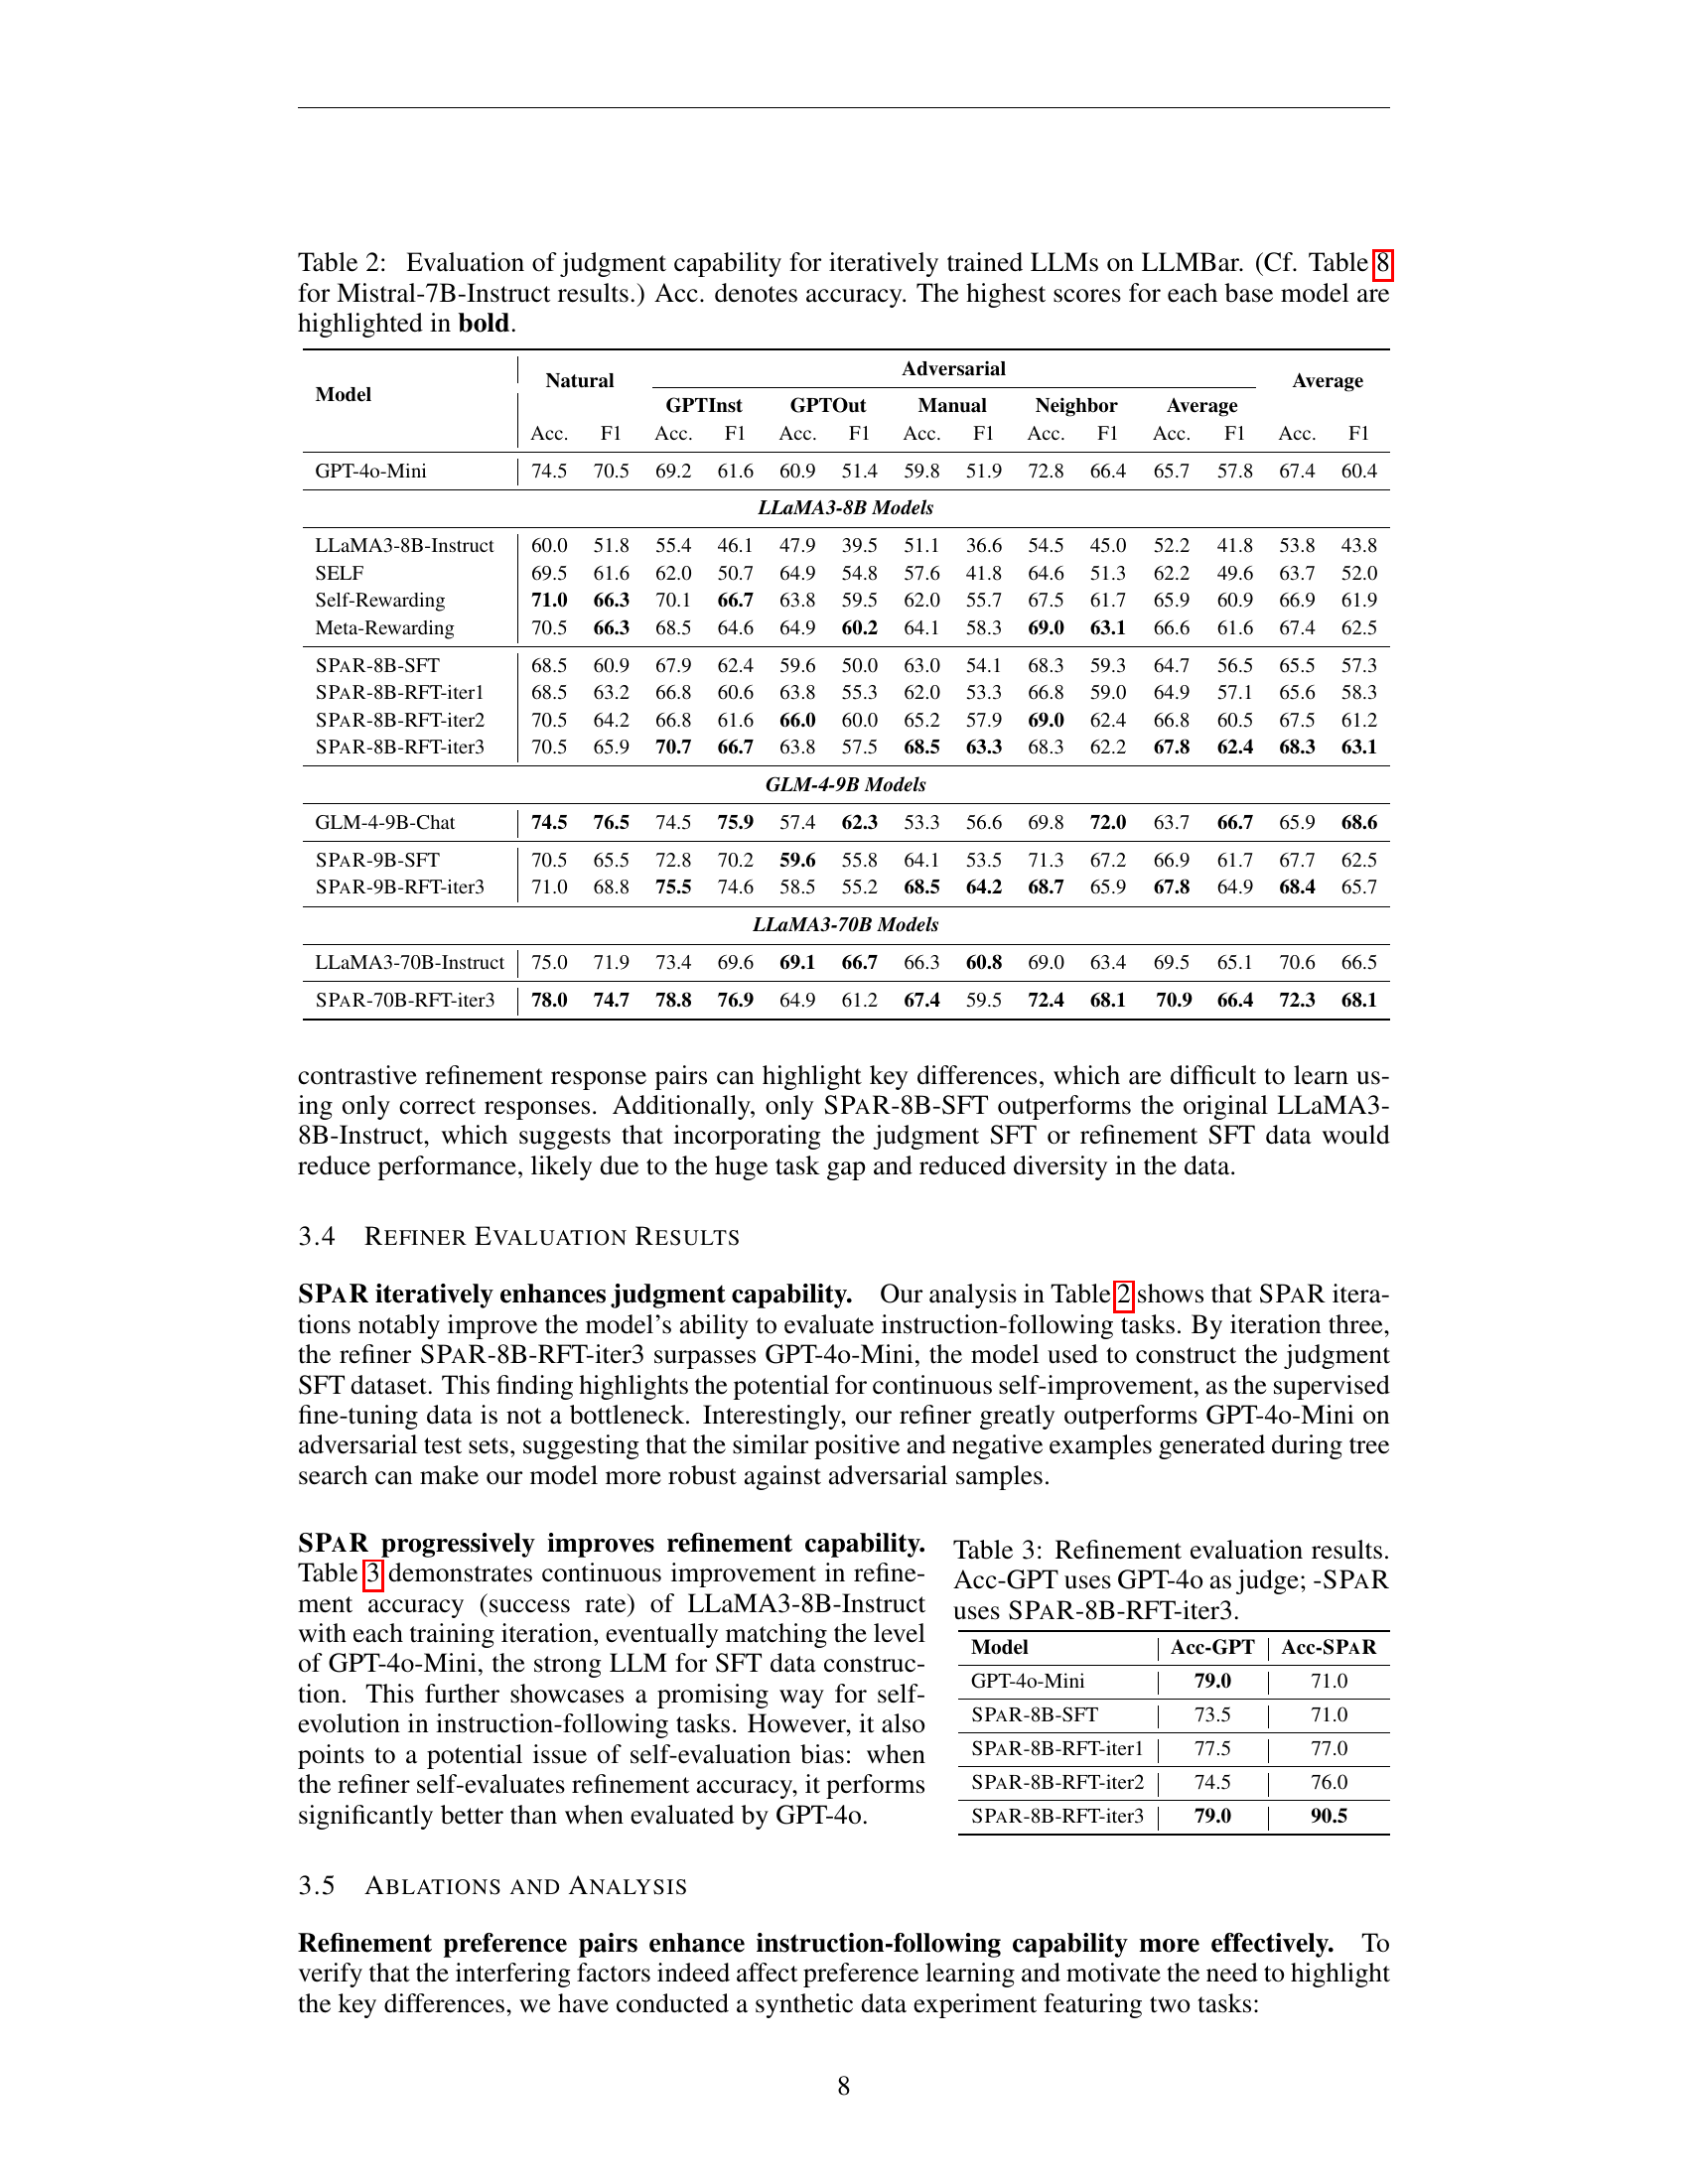 Table 2: Evaluation of judgment capability for iteratively trained LLMs on LLMBar. (Cf. Table 8
for Mistral-7B-Instruct results.) Acc. denotes accuracy. The highest scores for each base model are
highlighted in bold.
Model Natural Adversarial Average
GPTInst GPTOut Manual Neighbor Average
Acc. F1 Acc. F1 Acc. F1 Acc. F1 Acc. F1 Acc. F1 Acc. F1
GPT-4o-Mini 74.5 70.5 69.2 61.6 60.9 51.4 59.8 51.9 72.8 66.4 65.7 57.8 67.4 60.4
LLaMA3-8B Models
LLaMA3-8B-Instruct 60.0 51.8 55.4 46.1 47.9 39.5 51.1 36.6 54.5 45.0 52.2 41.8 53.8 43.8
SELF 69.5 61.6 62.0 50.7 64.9 54.8 57.6 41.8 64.6 51.3 62.2 49.6 63.7 52.0
Self-Rewarding 71.0 66.3 70.1 66.7 63.8 59.5 62.0 55.7 67.5 61.7 65.9 60.9 66.9 61.9
Meta-Rewarding 70.5 66.3 68.5 64.6 64.9 60.2 64.1 58.3 69.0 63.1 66.6 61.6 67.4 62.5
SPAR-8B-SFT 68.5 60.9 67.9 62.4 59.6 50.0 63.0 54.1 68.3 59.3 64.7 56.5 65.5 57.3
SPAR-8B-RFT-iter1 68.5 63.2 66.8 60.6 63.8 55.3 62.0 53.3 66.8 59.0 64.9 57.1 65.6 58.3
SPAR-8B-RFT-iter2 70.5 64.2 66.8 61.6 66.0 60.0 65.2 57.9 69.0 62.4 66.8 60.5 67.5 61.2
SPAR-8B-RFT-iter3 70.5 65.9 70.7 66.7 63.8 57.5 68.5 63.3 68.3 62.2 67.8 62.4 68.3 63.1
GLM-4-9B Models
GLM-4-9B-Chat 74.5 76.5 74.5 75.9 57.4 62.3 53.3 56.6 69.8 72.0 63.7 66.7 65.9 68.6
SPAR-9B-SFT 70.5 65.5 72.8 70.2 59.6 55.8 64.1 53.5 71.3 67.2 66.9 61.7 67.7 62.5
SPAR-9B-RFT-iter3 71.0 68.8 75.5 74.6 58.5 55.2 68.5 64.2 68.7 65.9 67.8 64.9 68.4 65.7
LLaMA3-70B Models
LLaMA3-70B-Instruct 75.0 71.9 73.4 69.6 69.1 66.7 66.3 60.8 69.0 63.4 69.5 65.1 70.6 66.5
SPAR-70B-RFT-iter3 78.0 74.7 78.8 76.9 64.9 61.2 67.4 59.5 72.4 68.1 70.9 66.4 72.3 68.1
contrastive refinement response pairs can highlight key differences, which are difficult to learn us-
ing only correct responses. Additionally, only SPAR-8B-SFT outperforms the original LLaMA3-
8B-Instruct, which suggests that incorporating the judgment SFT or refinement SFT data would
reduce performance, likely due to the huge task gap and reduced diversity in the data.
3.4 REFINER EVALUATION RESULTS
SPAR iteratively enhances judgment capability. Our analysis in Table 2 shows that SPAR itera-
tions notably improve the model's ability to evaluate instruction-following tasks. By iteration three,
the refiner SPAR-8B-RFT-iter3 surpasses GPT-4o-Mini, the model used to construct the judgment
SFT dataset. This finding highlights the potential for continuous self-improvement, as the supervised
fine-tuning data is not a bottleneck. Interestingly, our refiner greatly outperforms GPT-4o-Mini on
adversarial test sets, suggesting that the similar positive and negative examples generated during tree
search can make our model more robust against adversarial samples.
SPAR progressively improves refinement capability.
Table 3 demonstrates continuous improvement in refine-
ment accuracy (success rate) of LLaMA3-8B-Instruct
with each training iteration, eventually matching the level
of GPT-4o-Mini, the strong LLM for SFT data construc-
tion. This further showcases a promising way for self-
evolution in instruction-following tasks. However, it also
points to a potential issue of self-evaluation bias: when
the refiner self-evaluates refinement accuracy, it performs
significantly better than when evaluated by GPT-4o.
Table 3: Refinement evaluation results.
Acc-GPT uses GPT-4o as judge; -SPAR
uses SPAR-8B-RFT-iter3.
Model Acc-GPT Acc-SPAR
GPT-4o-Mini 79.0 71.0
SPAR-8B-SFT 73.5 71.0
SPAR-8B-RFT-iter1 77.5 77.0
SPAR-8B-RFT-iter2 74.5 76.0
SPAR-8B-RFT-iter3 79.0 90.5
3.5 ABLATIONS AND ANALYSIS
Refinement preference pairs enhance instruction-following capability more effectively. To
verify that the interfering factors indeed affect preference learning and motivate the need to highlight
the key differences, we have conducted a synthetic data experiment featuring two tasks:
8